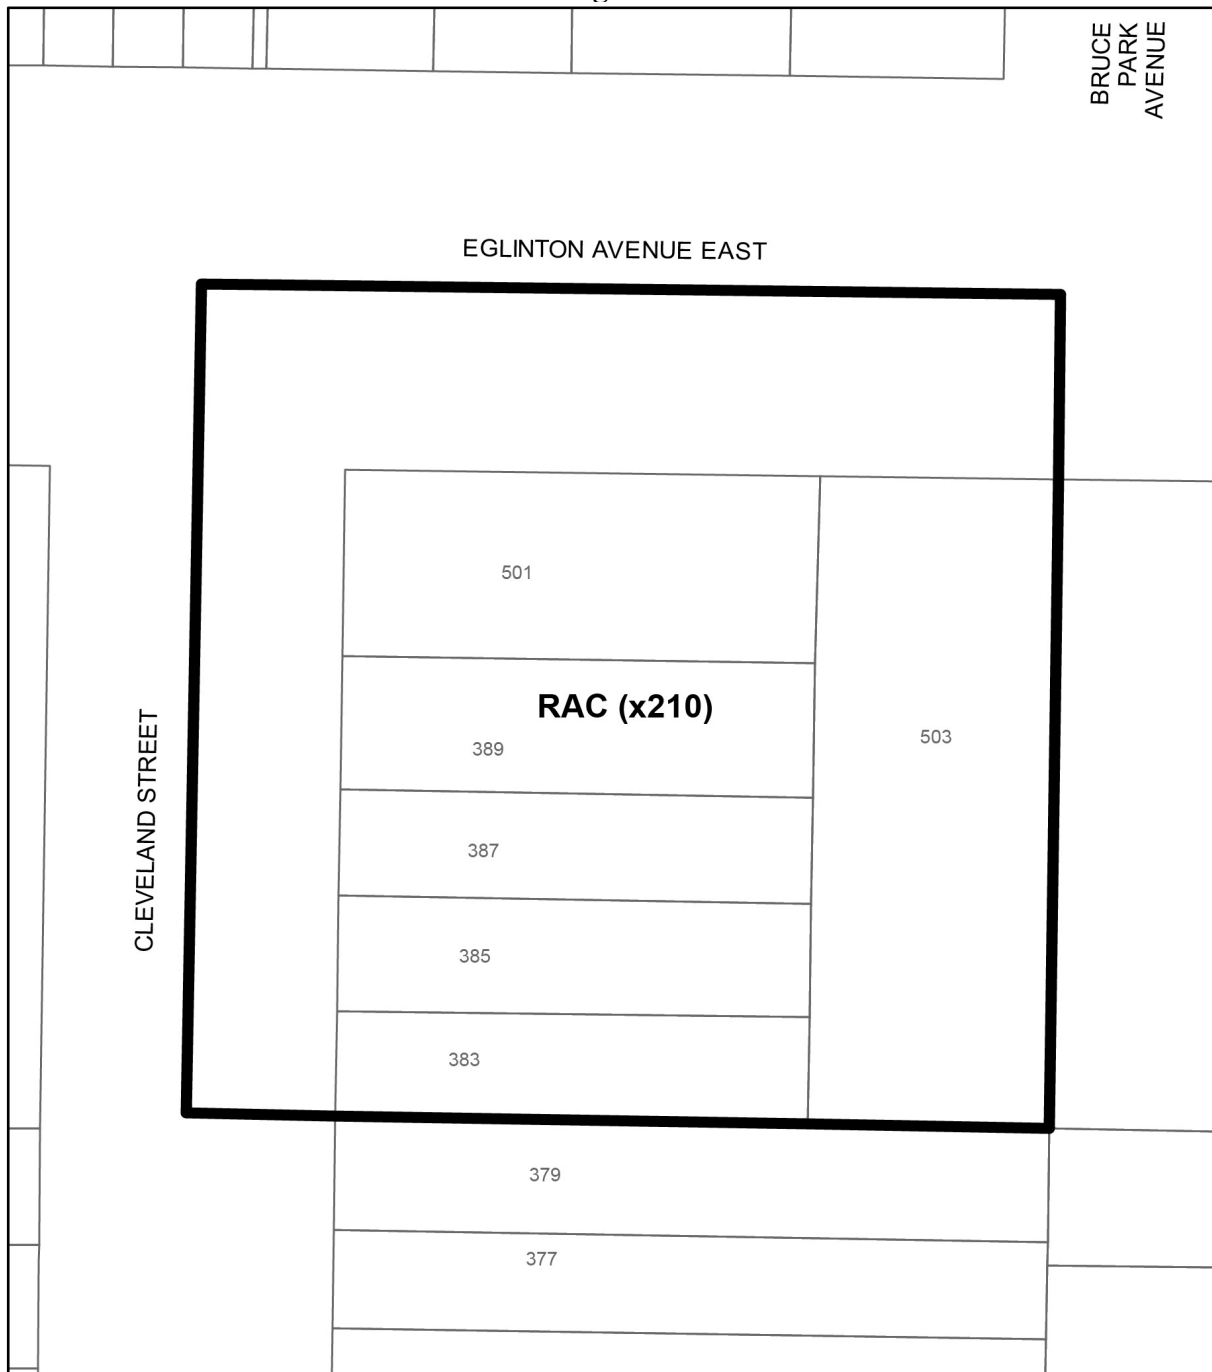 BRUCE
PARK
AVENUE
EGLINTON AVENUE EAST
501
RAC (x210)
389
503
387
CLEVELAND STREET
385
383
379
377